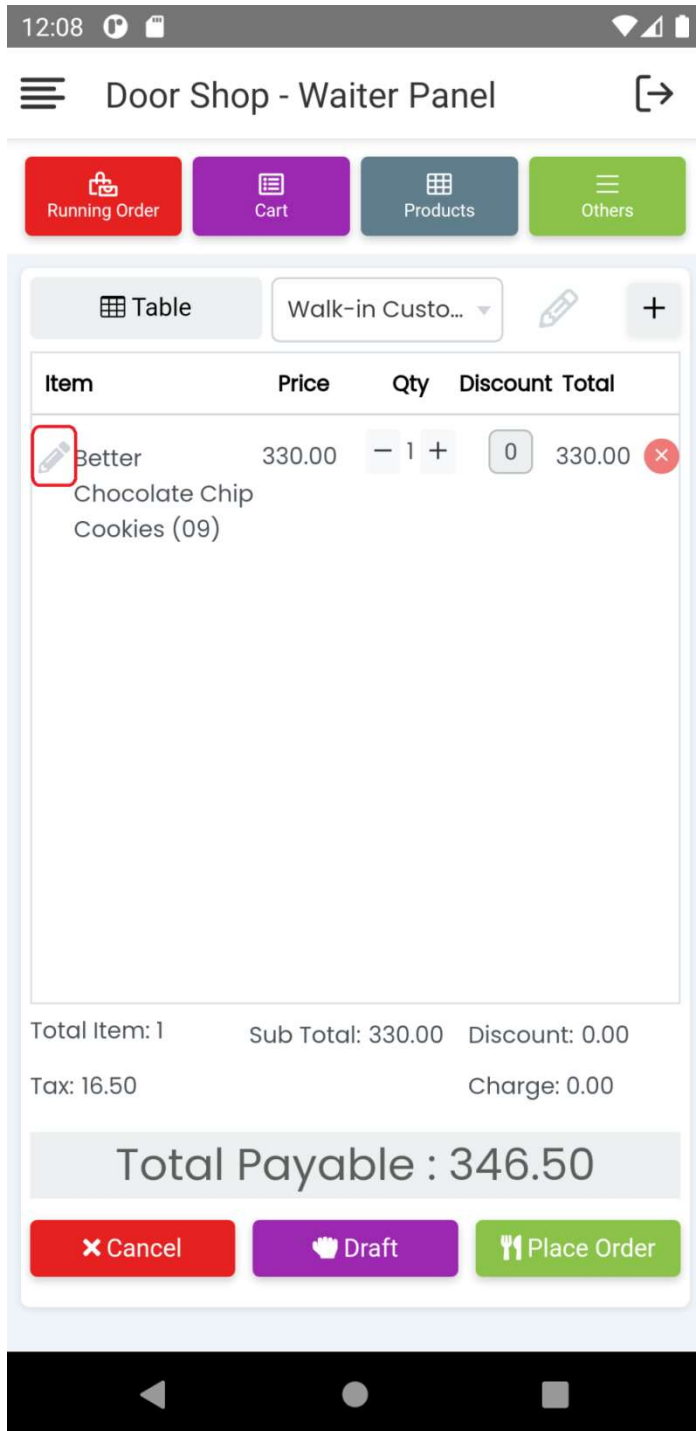 12:08
Door Shop - Waiter Panel
Running Order
Cart
Products
Others
Table
Walk-in Custo...
Item Price Qty Discount Total
Better 330.00 − 1 + 0 330.00
Chocolate Chip
Cookies (09)
Total Item: 1 Sub Total: 330.00 Discount: 0.00
Tax: 16.50 Charge: 0.00
Total Payable : 346.50
Cancel
Draft
Place Order